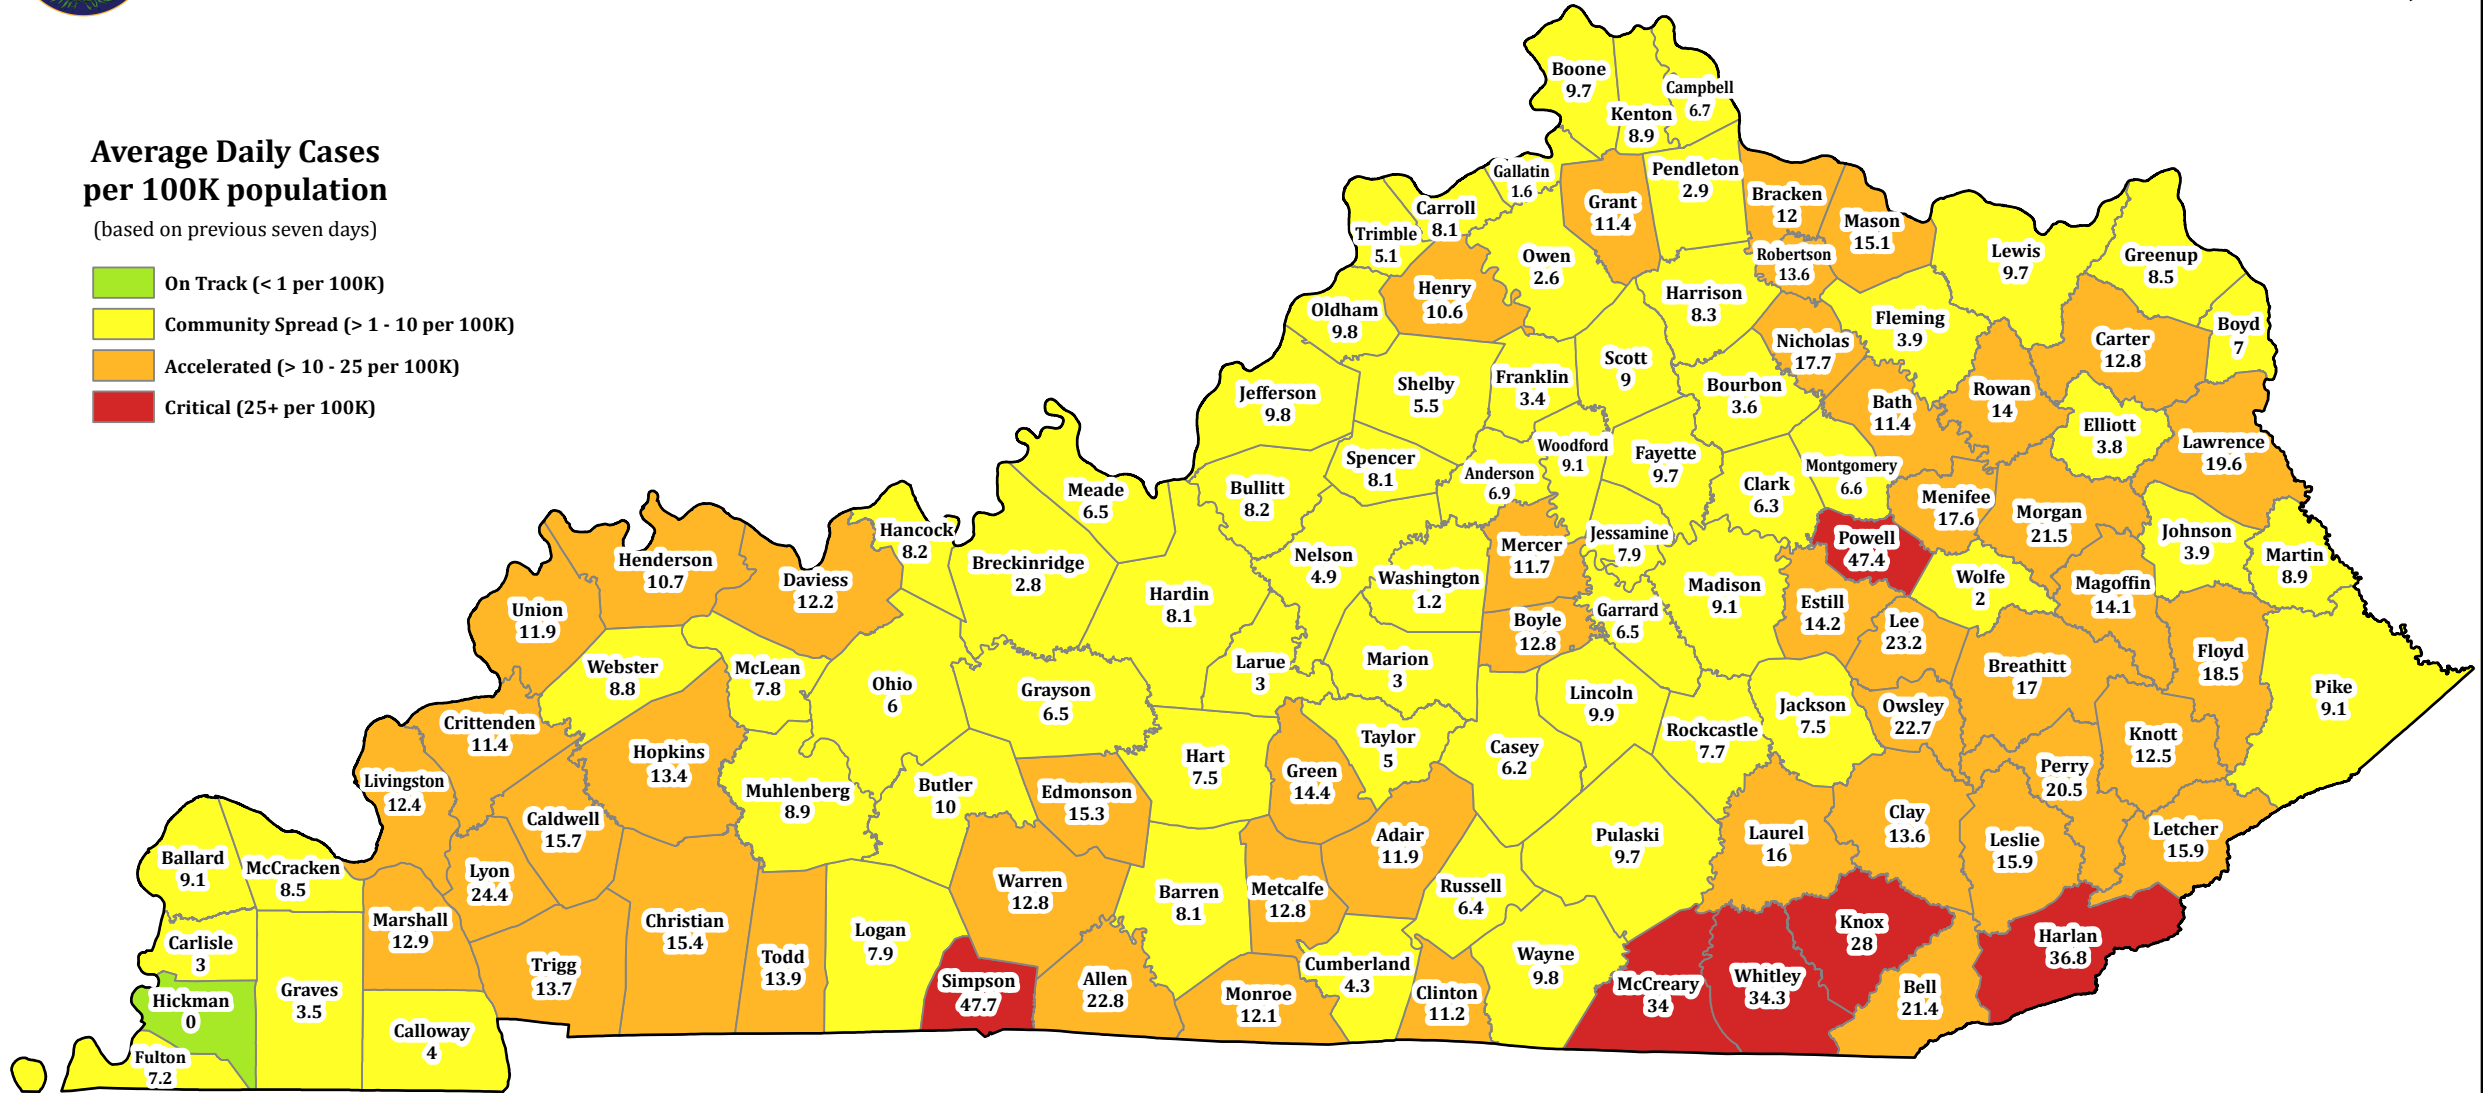 Average Daily Cases
per 100K population
(based on previous seven days)
On Track (< 1 per 100K)
Community Spread (> 1 - 10 per 100K)
Accelerated (> 10 - 25 per 100K)
Critical (25+ per 100K)
Boone
9.7
Kenton
8.9
Campbell
6.7
Gallatin
1.6
Carroll
8.1
Trimble
5.1
Grant
11.4
Pendleton
2.9
Bracken
12
Mason
15.1
Robertson
13.6
Lewis
9.7
Greenup
8.5
Boyd
7
Owen
2.6
Henry
10.6
Oldham
9.8
Harrison
8.3
Nicholas
17.7
Fleming
3.9
Carter
12.8
Rowan
14
Elliott
3.8
Lawrence
19.6
Jefferson
9.8
Shelby
5.5
Franklin
3.4
Scott
9
Bourbon
3.6
Bath
11.4
Spencer
8.1
Anderson
6.9
Woodford
9.1
Fayette
9.7
Clark
6.3
Montgomery
6.6
Menifee
17.6
Morgan
21.5
Johnson
3.9
Martin
8.9
Meade
6.5
Bullitt
8.2
Hancock
8.2
Breckinridge
2.8
Hardin
8.1
Nelson
4.9
Washington
1.2
Mercer
11.7
Jessamine
7.9
Madison
9.1
Powell
47.4
Wolfe
2
Magoffin
14.1
Henderson
10.7
Daviess
12.2
Union
11.9
Webster
8.8
McLean
7.8
Ohio
6
Grayson
6.5
Larue
3
Marion
3
Boyle
12.8
Garrard
6.5
Estill
14.2
Lee
23.2
Breathitt
17
Floyd
18.5
Pike
9.1
Crittenden
11.4
Hopkins
13.4
Muhlenberg
8.9
Butler
10
Edmonson
15.3
Hart
7.5
Green
14.4
Taylor
5
Casey
6.2
Lincoln
9.9
Rockcastle
7.7
Jackson
7.5
Owsley
22.7
Perry
20.5
Knott
12.5
Livingston
12.4
Caldwell
15.7
Lyon
24.4
Ballard
9.1
McCracken
8.5
Marshall
12.9
Carlisle
3
Hickman
0
Graves
3.5
Fulton
7.2
Calloway
4
Trigg
13.7
Christian
15.4
Todd
13.9
Logan
7.9
Warren
12.8
Simpson
47.7
Allen
22.8
Barren
8.1
Metcalfe
12.8
Adair
11.9
Monroe
12.1
Cumberland
4.3
Russell
6.4
Clinton
11.2
Wayne
9.8
Pulaski
9.7
Laurel
16
Clay
13.6
Leslie
15.9
Letcher
15.9
McCreary
34
Whitley
34.3
Knox
28
Bell
21.4
Harlan
36.8